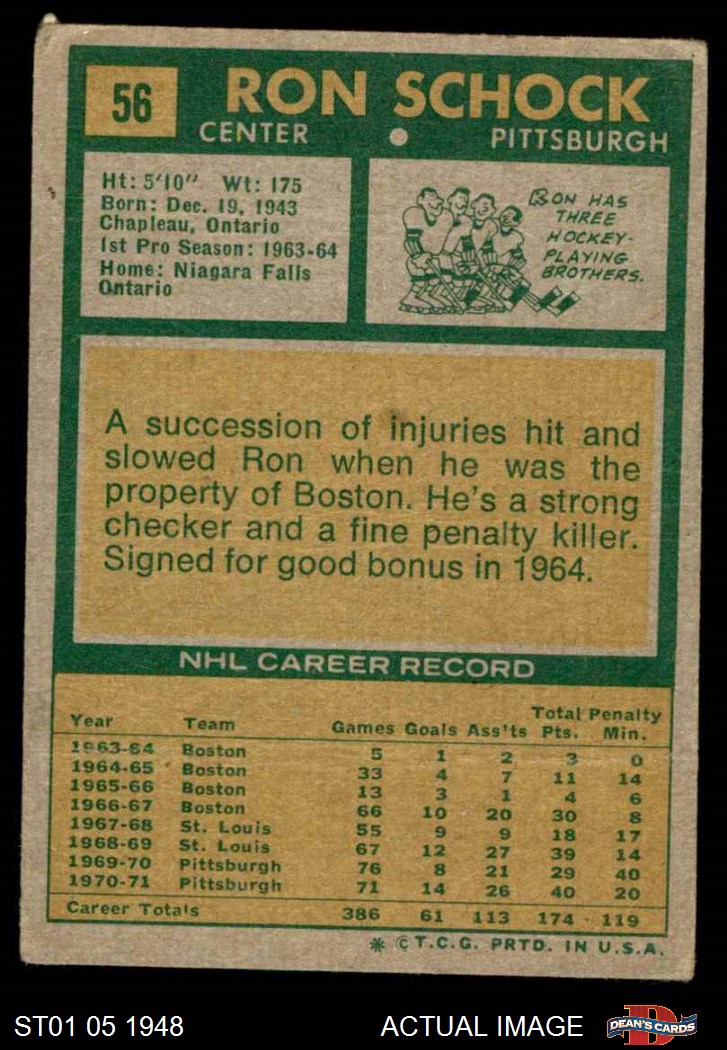 56
RON SCHOCK
CENTER • PITTSBURGH
Ht: 5'10" Wt: 175
Born: Dec. 19, 1943
Chapleau, Ontario
1st Pro Season: 1963-64
Home: Niagara Falls
Ontario
RON HAS
THREE
HOCKEY-
PLAYING
BROTHERS.
A succession of injuries hit and
slowed Ron when he was the
property of Boston. He's a strong
checker and a fine penalty killer.
Signed for good bonus in 1964.
NHL CAREER RECORD
Year Team Games Goals Ass'ts Total Pts. Penalty Min.
1963-64 Boston 5 1 2 3 0
1964-65 Boston 33 4 7 11 14
1965-66 Boston 13 3 1 4 6
1966-67 Boston 66 10 20 30 8
1967-68 St. Louis 55 9 9 18 17
1968-69 St. Louis 67 12 27 39 14
1969-70 Pittsburgh 76 8 21 29 40
1970-71 Pittsburgh 71 14 26 40 20
Career Totals 386 61 113 174 119
* © T.C.G. PRTD. IN U.S.A.
ST01 05 1948
ACTUAL IMAGE
DEAN'S CARDS